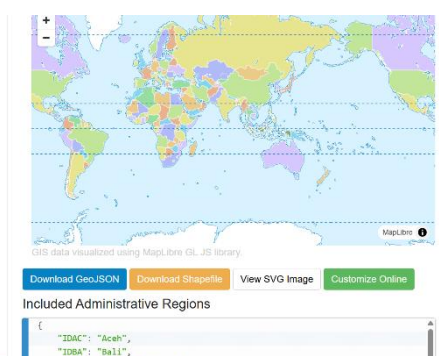 +
−
MapLibre
GIS data visualized using MapLibre GL JS library.
Download GeoJSON Download Shapefile View SVG Image Customize Online
Included Administrative Regions
{
"IDAC": "Aceh",
"IDBA": "Bali",